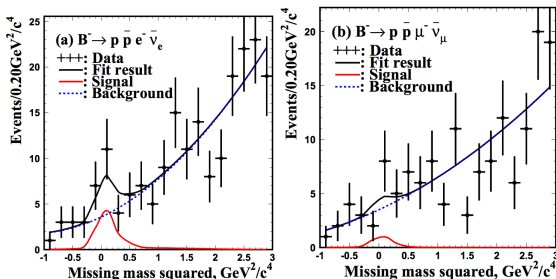 (a) B⁻→ p p̄ e⁻ ν̄ₑ
+++: Data
—: Fit result
—: Signal
---: Background
Events/0.20GeV²/c⁴
25
20
15
10
5
0
-1 -0.5 0 0.5 1 1.5 2 2.5 3
Missing mass squared, GeV²/c⁴
(b) B⁻→ p p̄ μ⁻ ν̄_μ
+++: Data
—: Fit result
—: Signal
---: Background
Events/0.20GeV²/c⁴
20
15
10
5
0
-1 -0.5 0 0.5 1 1.5 2 2.5 3
Missing mass squared, GeV²/c⁴